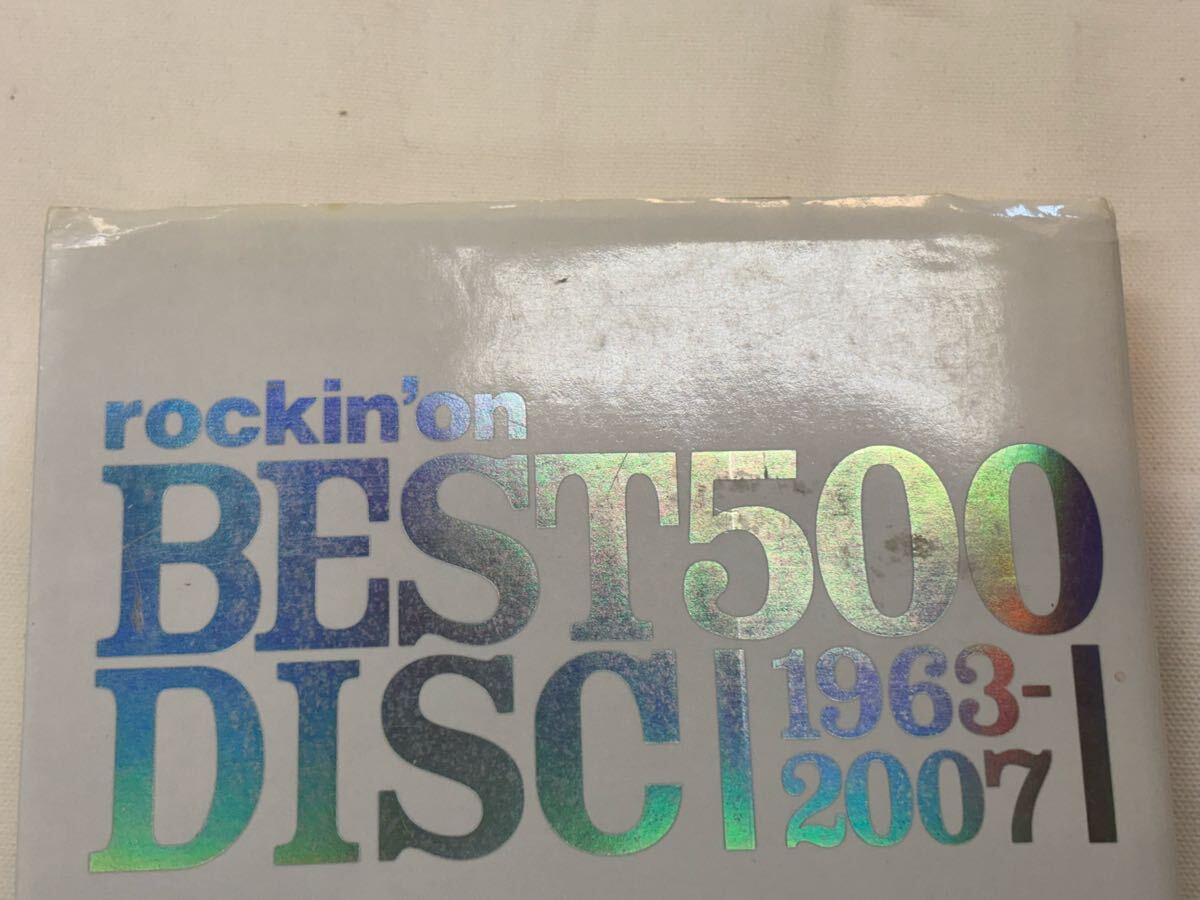 rockin'on
BEST500
DISC 1963-
2007